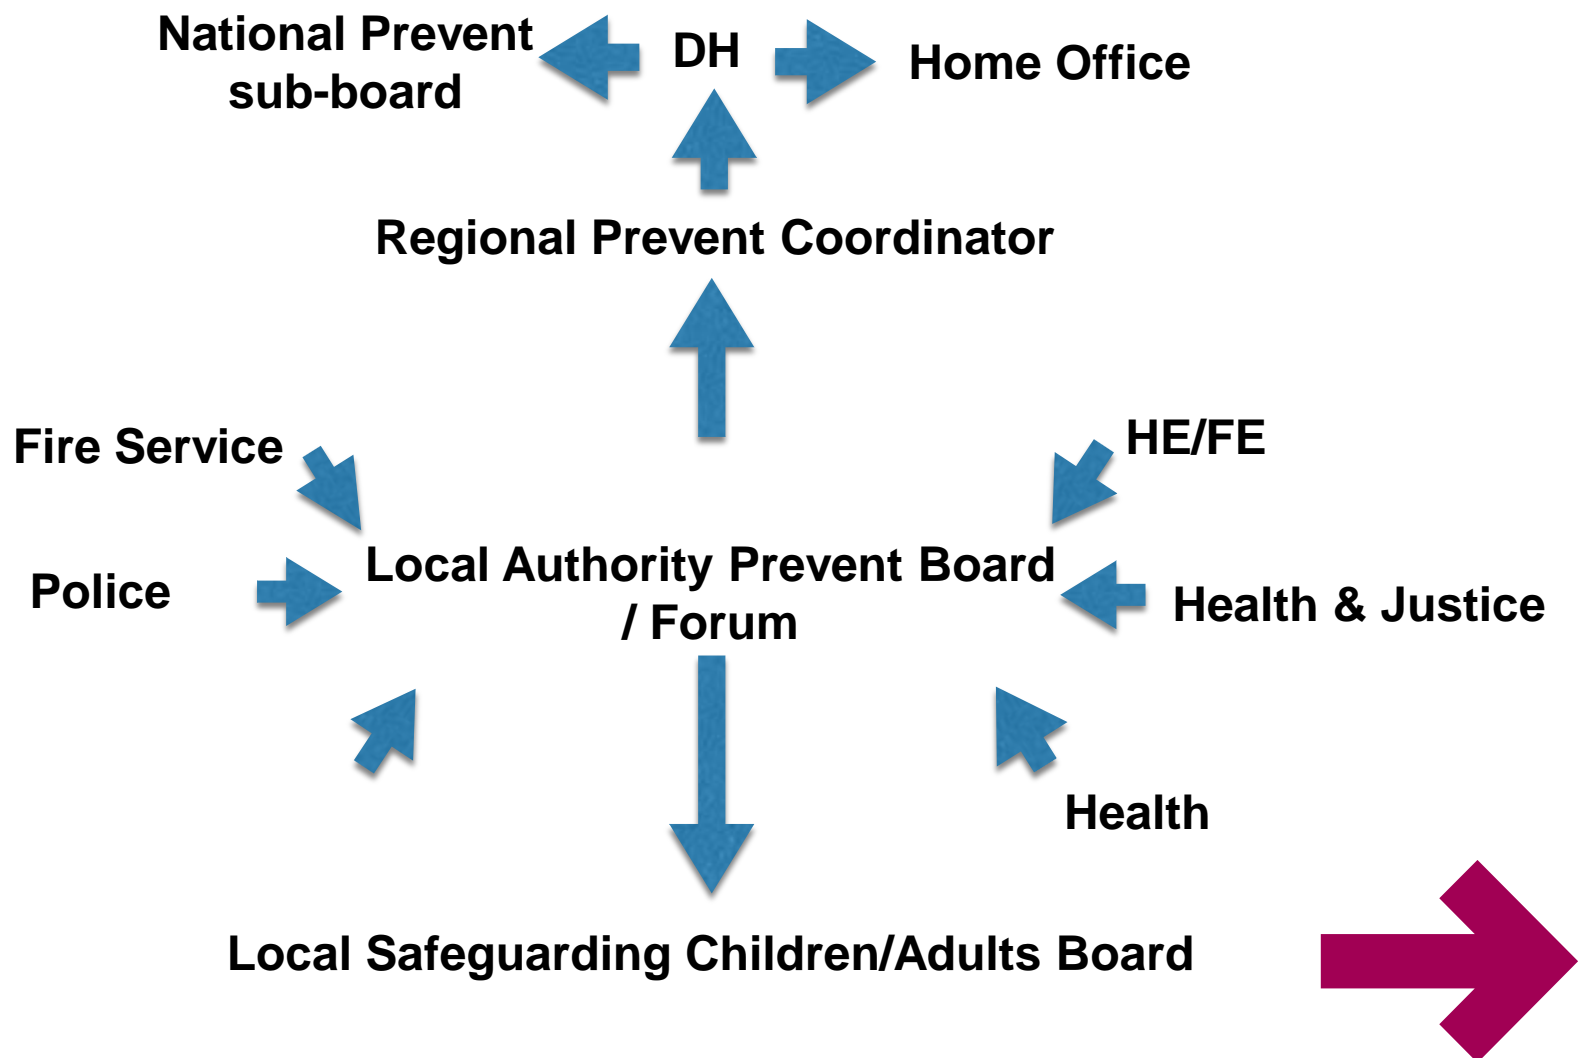 National Prevent
sub-board
DH
Home Office
Regional Prevent Coordinator
Fire Service
HE/FE
Police
Local Authority Prevent Board
/ Forum
Health & Justice
Health
Local Safeguarding Children/Adults Board